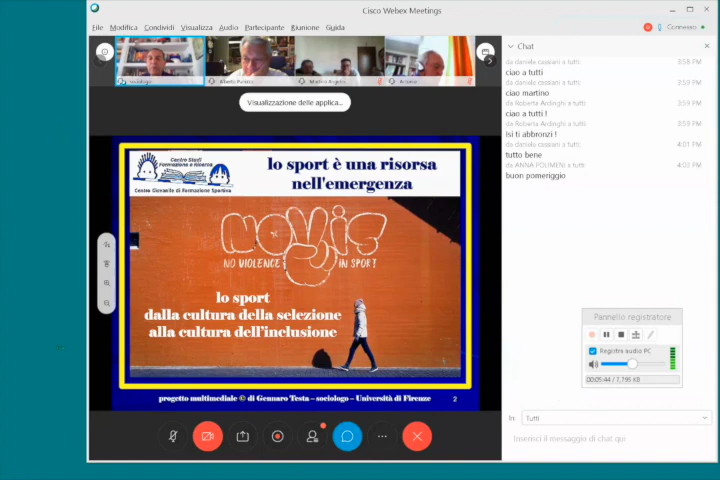 Cisco Webex Meetings
File Modifica Condividi Visualizza Audio Partecipante Riunione Guida
Connesso
Chat
da daniele cassiani a tutti: 3:58 PM
ciao a tutti
da daniele cassiani a tutti: 3:59 PM
ciao martino
da Roberta Ardinghi a tutti: 3:59 PM
ciao a tutti !
da Roberta Ardinghi a tutti: 3:59 PM
!si ti abbronzi !
da daniele cassiani a tutti: 4:01 PM
tutto bene
da ANNA POLIMENI a tutti: 4:03 PM
buon pomeriggio
Visualizzazione delle applica...
Centro Studi
Formazione e Ricerca
Centro Giovanile di Formazione Sportiva
lo sport è una risorsa
nell'emergenza
NOVIS
NO VIOLENCE IN SPORT
lo sport
dalla cultura della selezione
alla cultura dell'inclusione
progetto multimediale © di Gennaro Testa – sociologo – Università di Firenze 2
Pannello registratore
Registra audio PC
00:05:44 / 7,795 KB
In: Tutti
Inserisci il messaggio di chat qui